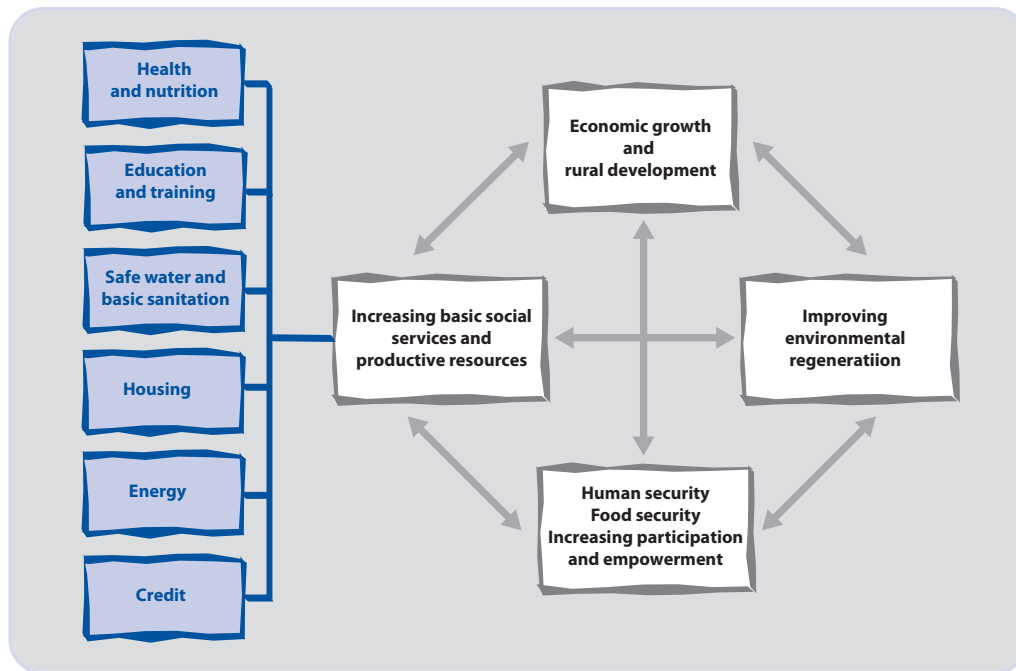 Health
and nutrition
Education
and training
Safe water and
basic sanitation
Housing
Energy
Credit
Economic growth
and
rural development
Increasing basic social
services and
productive resources
Improving
environmental
regeneratiion
Human security
Food security
Increasing participation
and empowerment